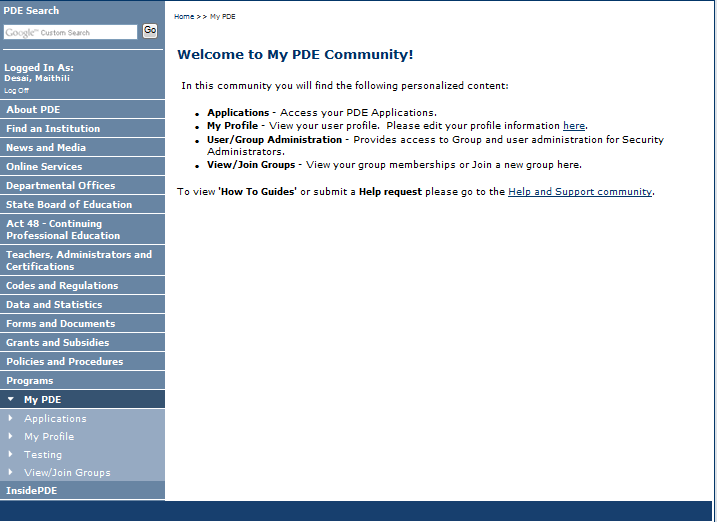 PDE Search
Google™ Custom Search
Go
Logged In As:
Desai, Maithili
Log Off
About PDE
Find an Institution
News and Media
Online Services
Departmental Offices
State Board of Education
Act 48 - Continuing
Professional Education
Teachers, Administrators and
Certifications
Codes and Regulations
Data and Statistics
Forms and Documents
Grants and Subsidies
Policies and Procedures
Programs
My PDE
Applications
My Profile
Testing
View/Join Groups
InsidePDE
Home >> My PDE
Welcome to My PDE Community!
In this community you will find the following personalized content:
• Applications - Access your PDE Applications.
• My Profile - View your user profile. Please edit your profile information here.
• User/Group Administration - Provides access to Group and user administration for Security
Administrators.
• View/Join Groups - View your group memberships or Join a new group here.
To view 'How To Guides' or submit a Help request please go to the Help and Support community.